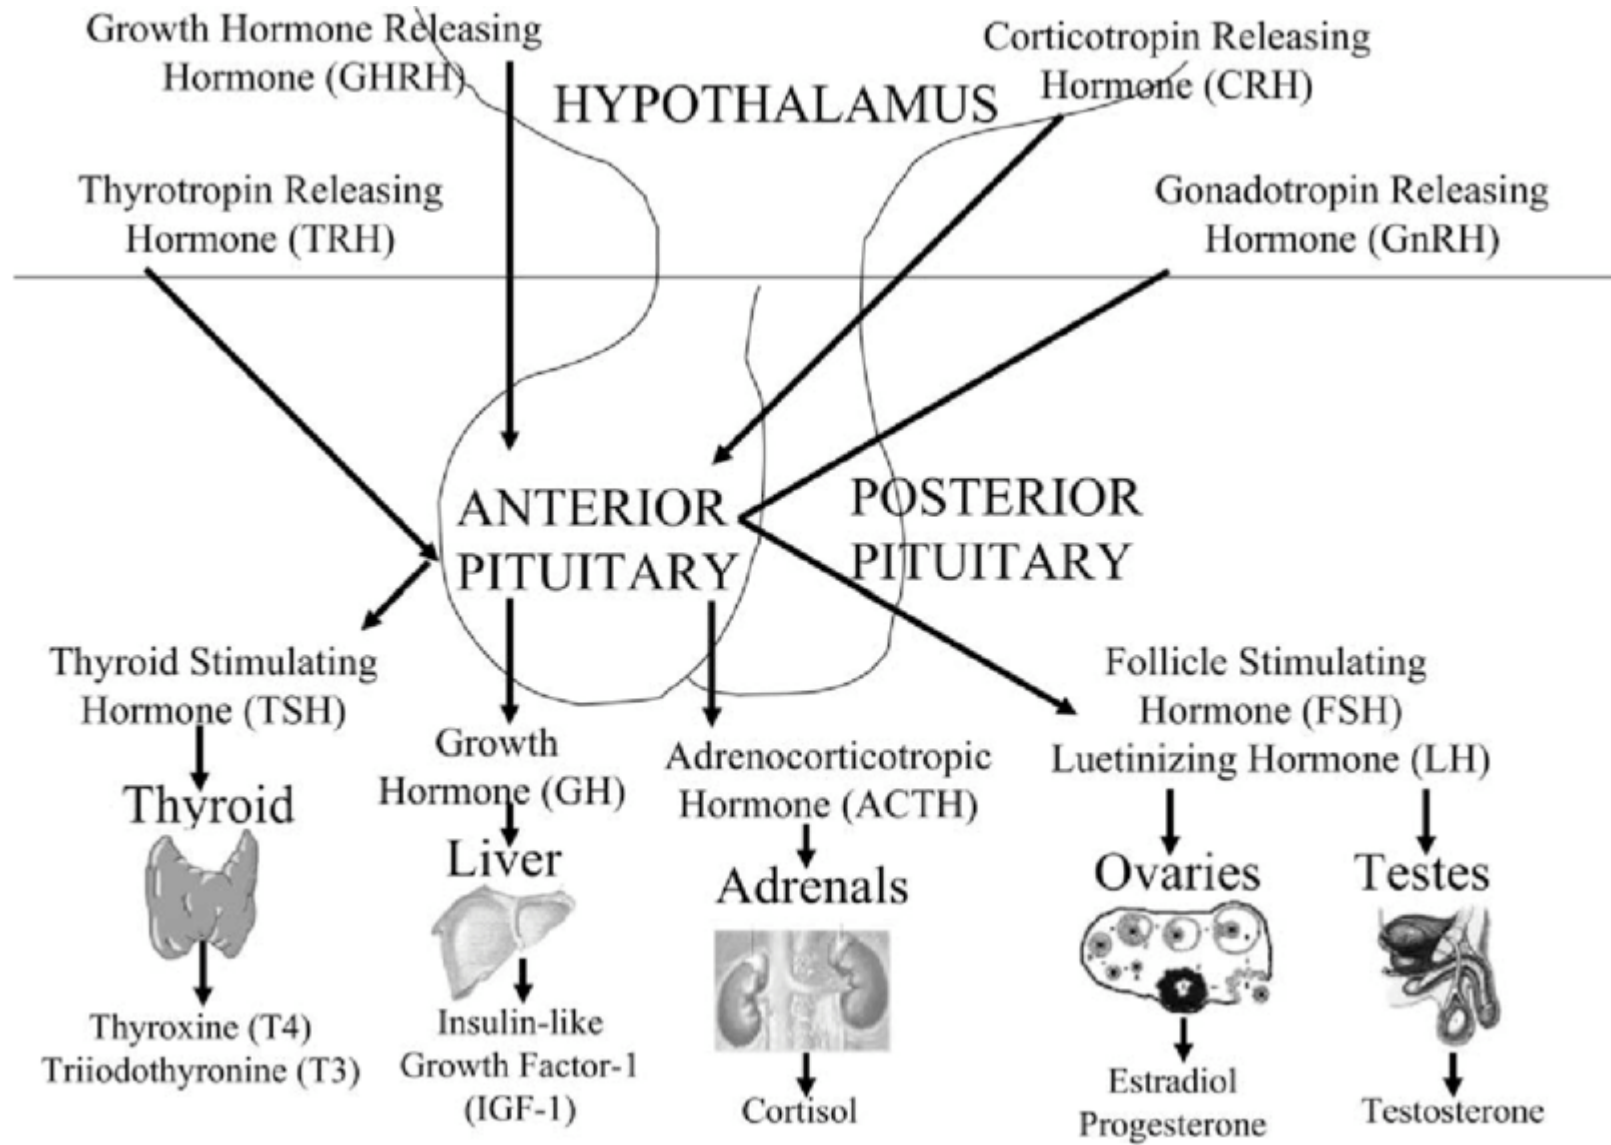 Growth Hormone Releasing
Hormone (GHRH)
Corticotropin Releasing
Hormone (CRH)
HYPOTHALAMUS
Thyrotropin Releasing
Hormone (TRH)
Gonadotropin Releasing
Hormone (GnRH)
ANTERIOR
PITUITARY
POSTERIOR
PITUITARY
Thyroid Stimulating
Hormone (TSH)
Growth
Hormone (GH)
Adrenocorticotropic
Hormone (ACTH)
Follicle Stimulating
Hormone (FSH)
Luetinizing Hormone (LH)
Thyroid
Liver
Adrenals
Ovaries
Testes
Thyroxine (T4)
Triiodothyronine (T3)
Insulin-like
Growth Factor-1
(IGF-1)
Cortisol
Estradiol
Progesterone
Testosterone